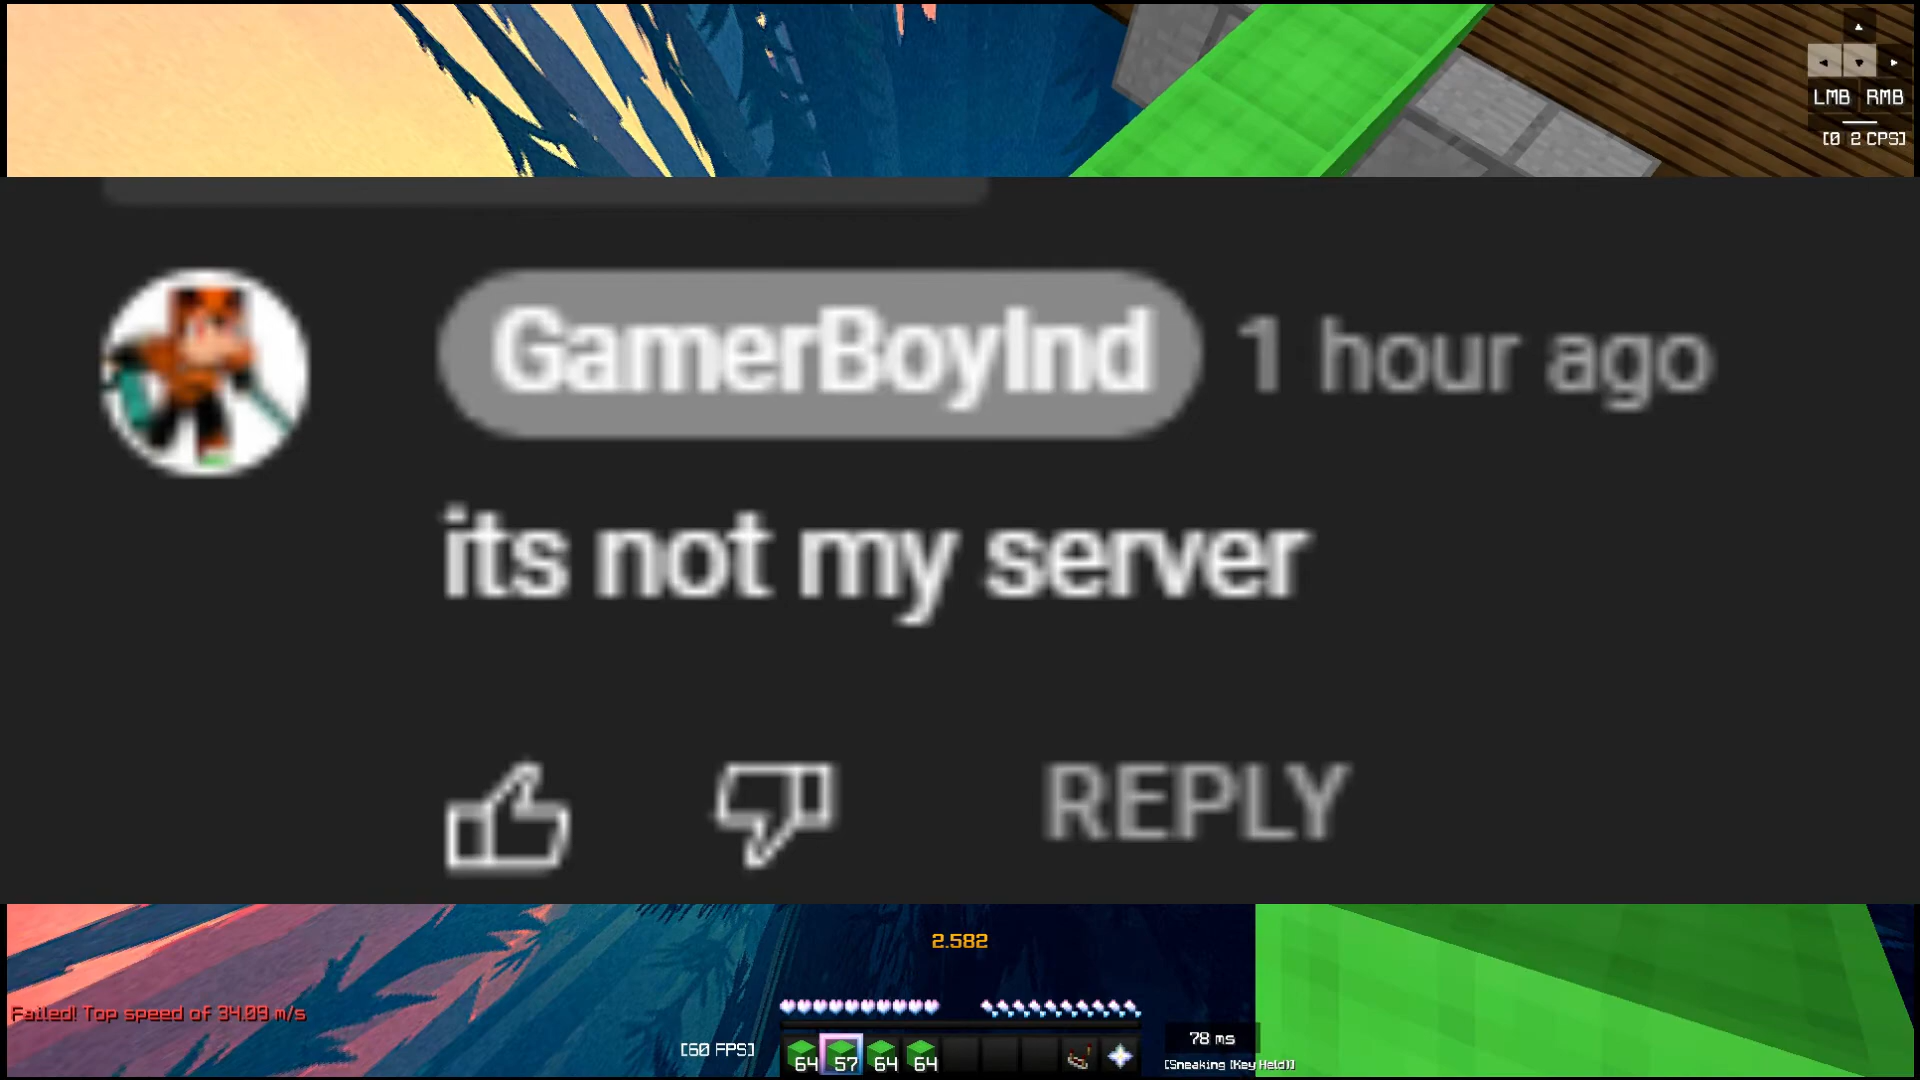 LMB RMB
[0 2 CPS]
GamerBoyInd 1 hour ago
its not my server
REPLY
2.582
Failed! Top speed of 34.09 m/s
[60 FPS]
64 57 64 64
78 ms
[Sneaking (Key Held)]